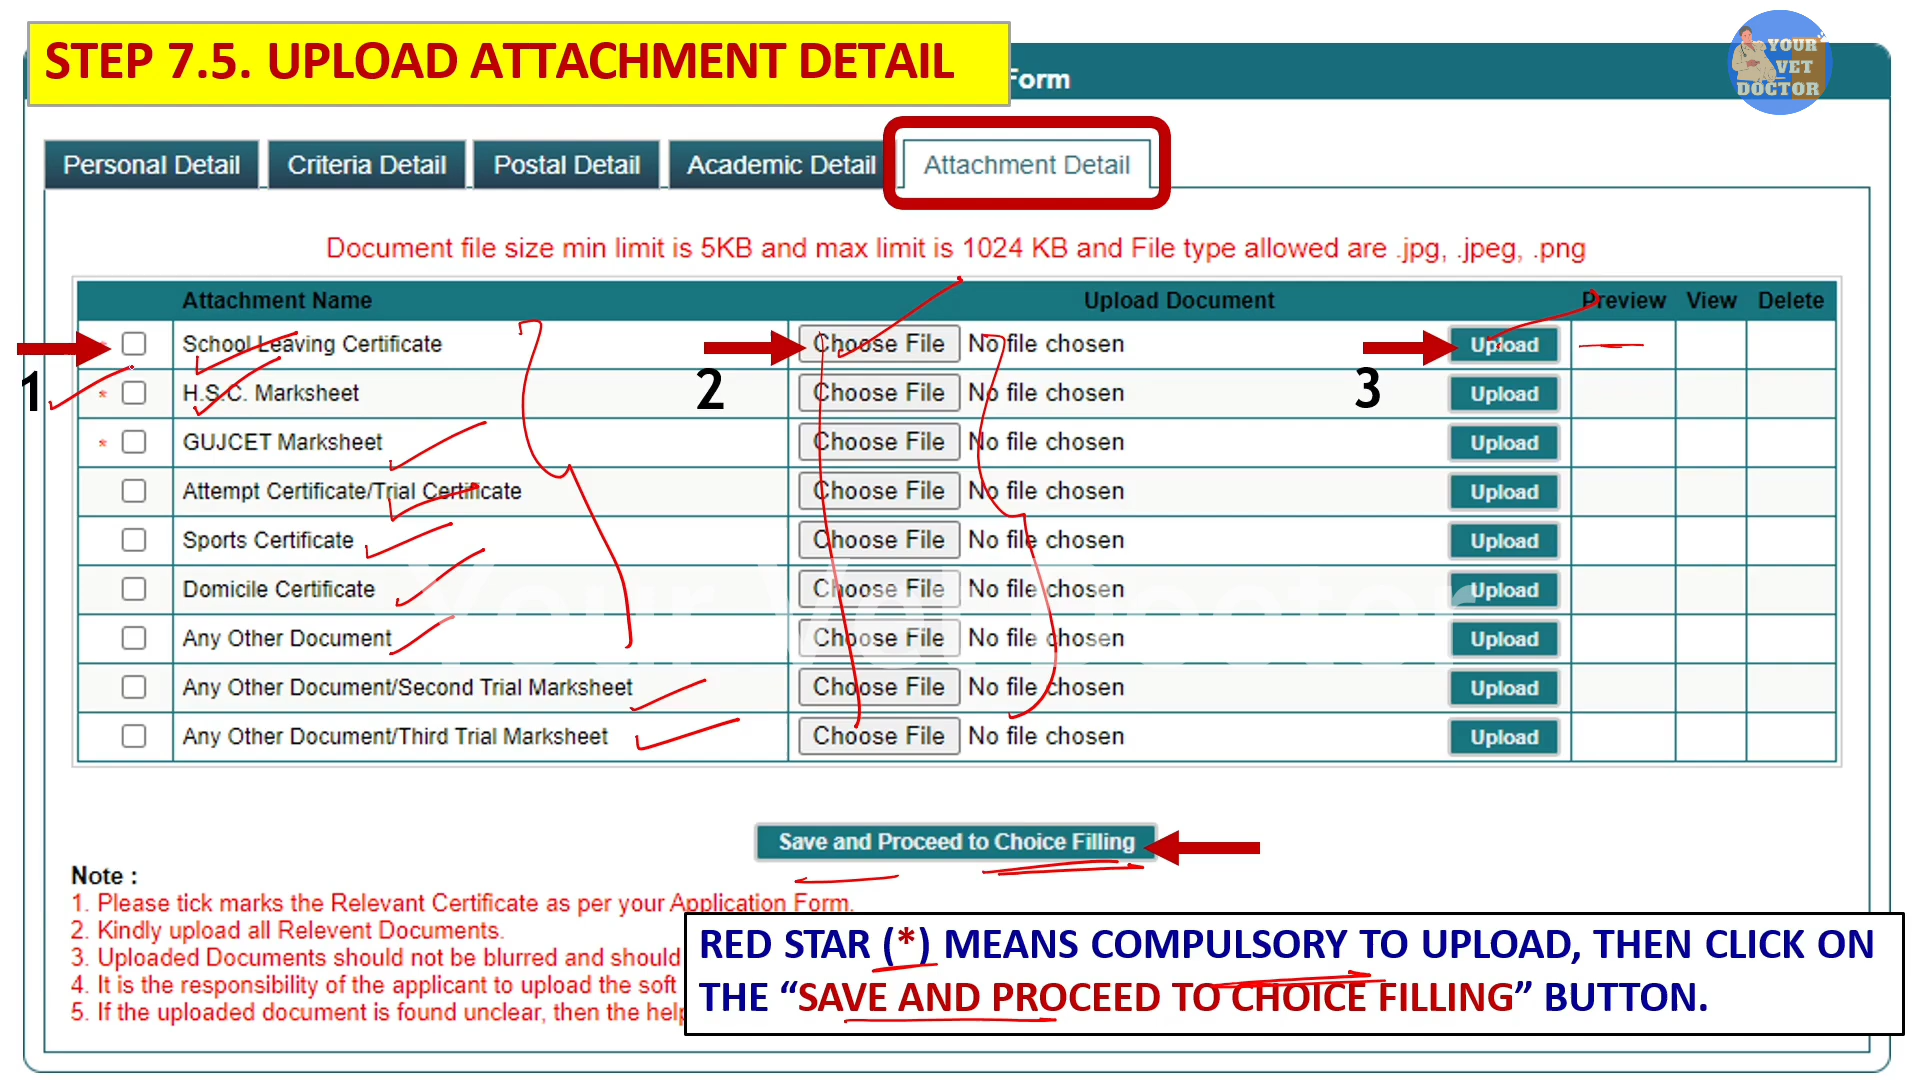 STEP 7.5. UPLOAD ATTACHMENT DETAIL
Form
YOUR
VET
DOCTOR
Personal Detail Criteria Detail Postal Detail Academic Detail Attachment Detail
Document file size min limit is 5KB and max limit is 1024 KB and File type allowed are .jpg, .jpeg, .png
Attachment Name Upload Document Preview View Delete
School Leaving Certificate Choose File No file chosen Upload
1 2 3
* H.S.C. Marksheet Choose File No file chosen Upload
* GUJCET Marksheet Choose File No file chosen Upload
Attempt Certificate/Trial Certificate Choose File No file chosen Upload
Sports Certificate Choose File No file chosen Upload
Domicile Certificate Choose File No file chosen Upload
Your Vet Doctor
Any Other Document Choose File No file chosen Upload
Any Other Document/Second Trial Marksheet Choose File No file chosen Upload
Any Other Document/Third Trial Marksheet Choose File No file chosen Upload
Save and Proceed to Choice Filling
Note :
1. Please tick marks the Relevant Certificate as per your Application Form.
2. Kindly upload all Relevent Documents.
3. Uploaded Documents should not be blurred and should
4. It is the responsibility of the applicant to upload the soft
5. If the uploaded document is found unclear, then the help
RED STAR (*) MEANS COMPULSORY TO UPLOAD, THEN CLICK ON
THE “SAVE AND PROCEED TO CHOICE FILLING” BUTTON.